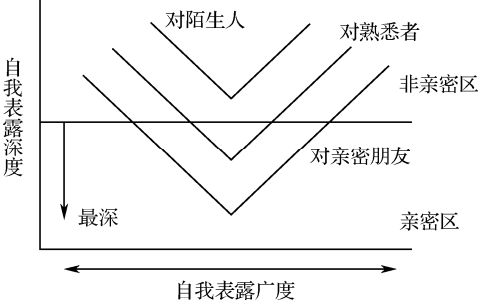 对陌生人
对熟悉者
自我表露深度
非亲密区
对亲密朋友
最深
亲密区
自我表露广度